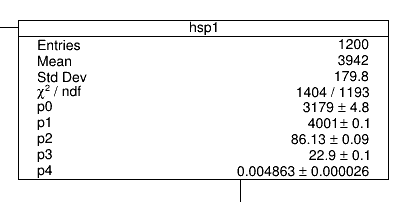 hsp1
Entries 1200
Mean 3942
Std Dev 179.8
χ² / ndf 1404 / 1193
p0 3179 ± 4.8
p1 4001 ± 0.1
p2 86.13 ± 0.09
p3 22.9 ± 0.1
p4 0.004863 ± 0.000026